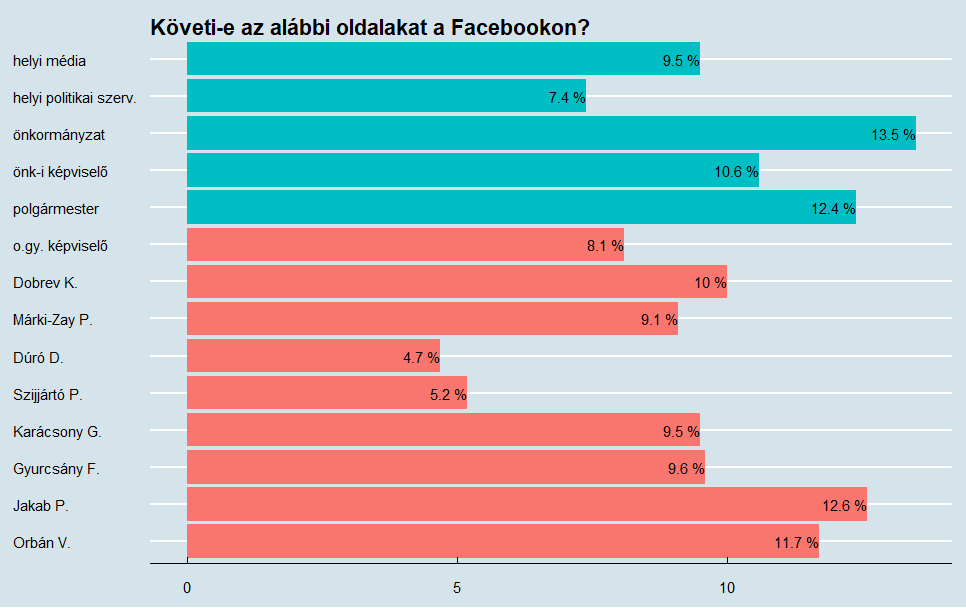 Követi-e az alábbi oldalakat a Facebookon?
helyi média 9.5 %
helyi politikai szerv. 7.4 %
önkormányzat 13.5 %
önk-i képviselő 10.6 %
polgármester 12.4 %
o.gy. képviselő 8.1 %
Dobrev K. 10 %
Márki-Zay P. 9.1 %
Dúró D. 4.7 %
Szijjártó P. 5.2 %
Karácsony G. 9.5 %
Gyurcsány F. 9.6 %
Jakab P. 12.6 %
Orbán V. 11.7 %
0 5 10